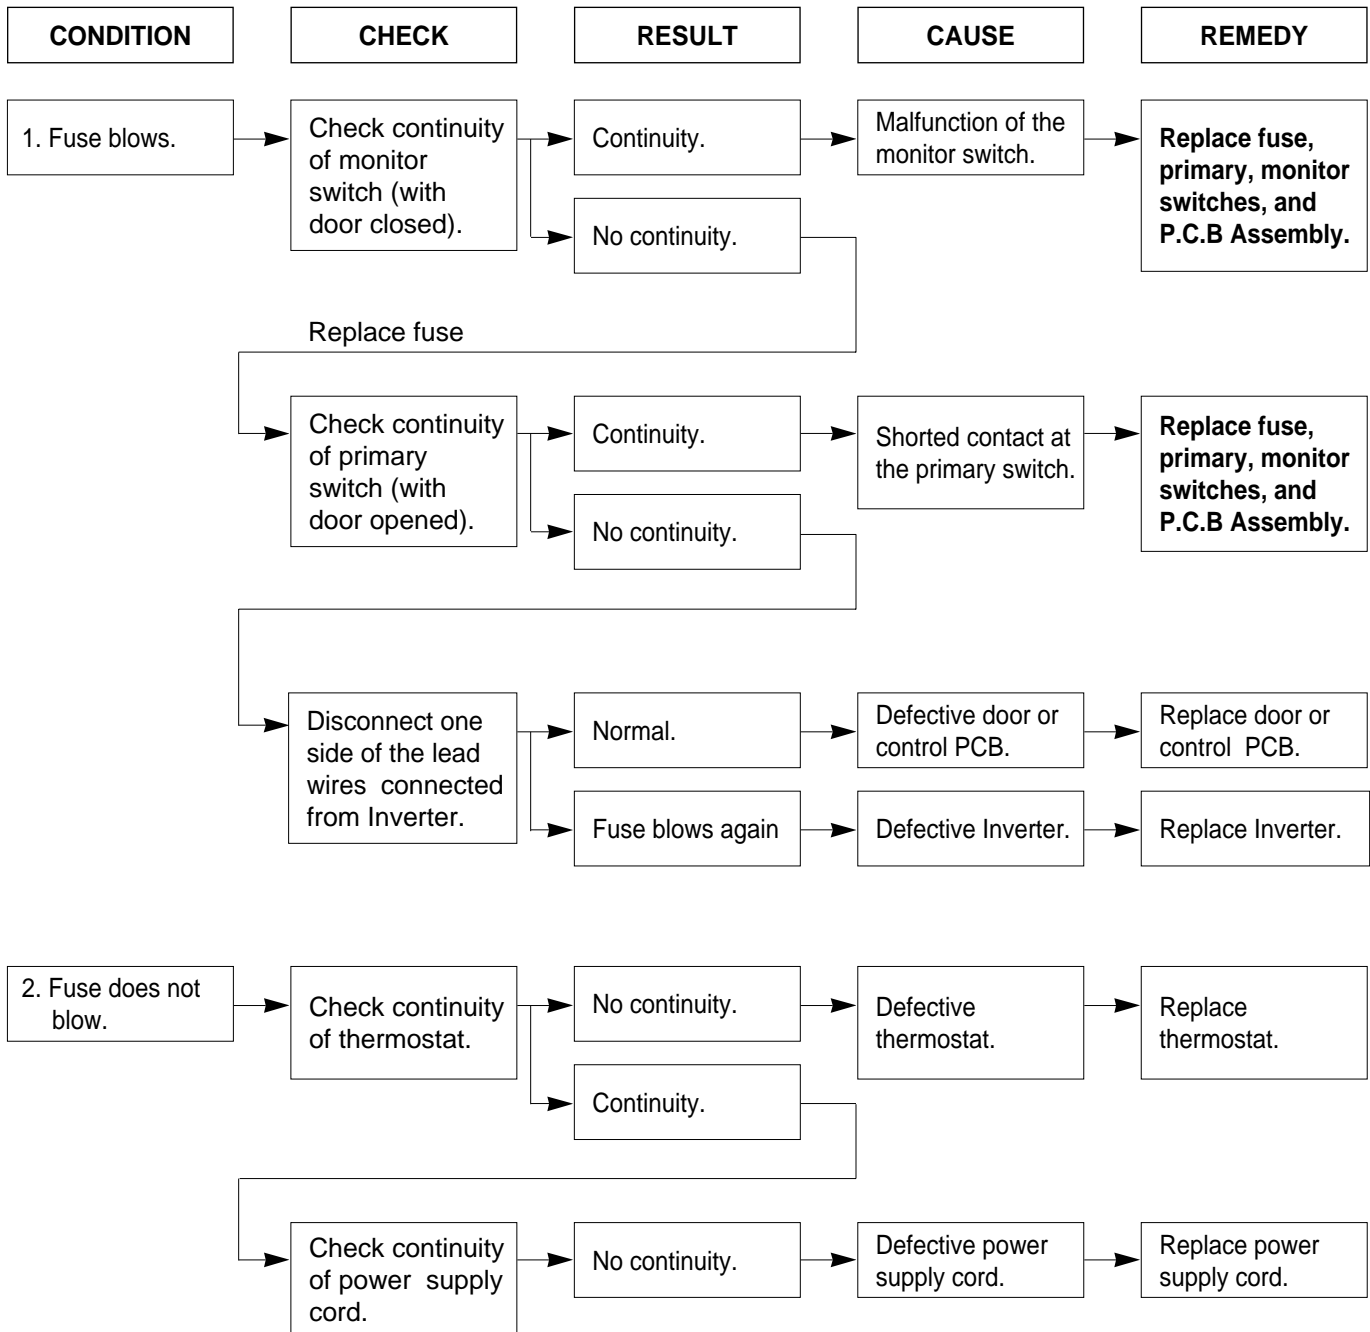 CONDITION
CHECK
RESULT
CAUSE
REMEDY
1. Fuse blows.
Check continuity
of monitor
switch (with
door closed).
Continuity.
Malfunction of the
monitor switch.
Replace fuse,
primary, monitor
switches, and
P.C.B Assembly.
No continuity.
Replace fuse
Check continuity
of primary
switch (with
door opened).
Continuity.
Shorted contact at
the primary switch.
Replace fuse,
primary, monitor
switches, and
P.C.B Assembly.
No continuity.
Disconnect one
side of the lead
wires connected
from Inverter.
Normal.
Defective door or
control PCB.
Replace door or
control PCB.
Fuse blows again
Defective Inverter.
Replace Inverter.
2. Fuse does not
blow.
Check continuity
of thermostat.
No continuity.
Defective
thermostat.
Replace
thermostat.
Continuity.
Check continuity
of power supply
cord.
No continuity.
Defective power
supply cord.
Replace power
supply cord.